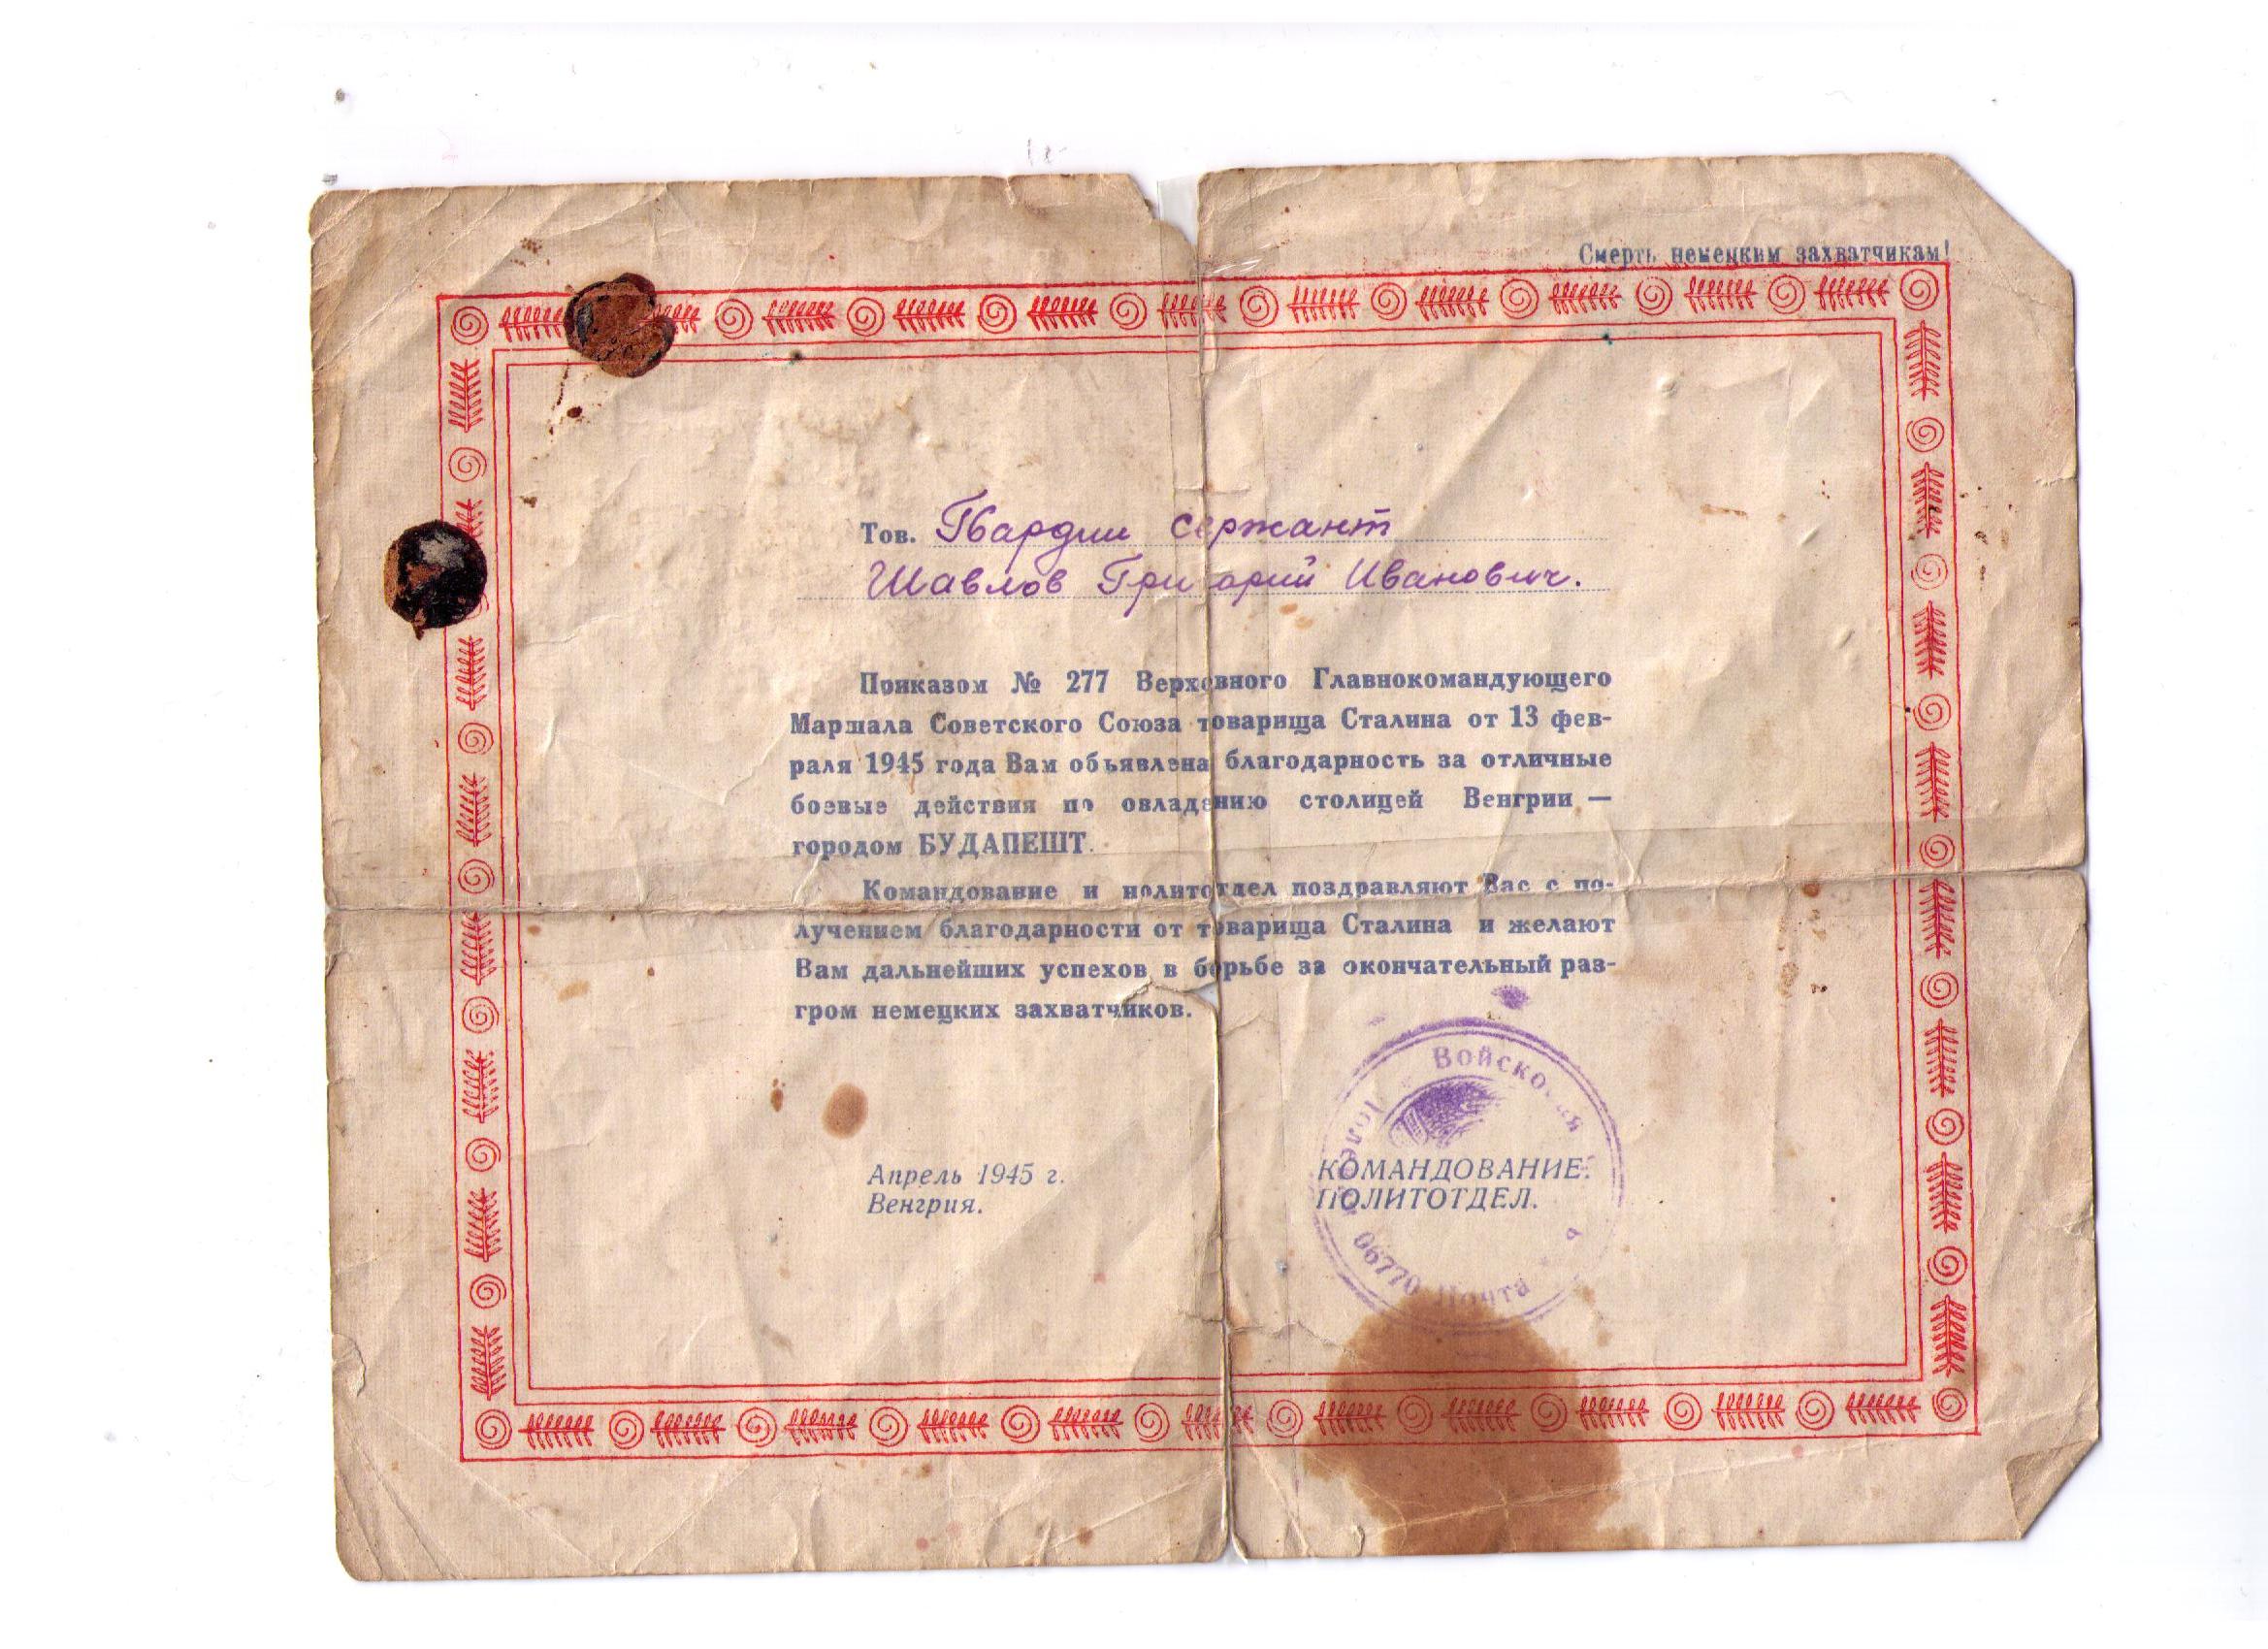 Смерть немецким захватчикам!
Тов. Гвардии сержант
Шавлов Григорий Иванович.
Приказом № 277 Верховного Главнокомандующего
Маршала Советского Союза товарища Сталина от 13 фев-
раля 1945 года Вам объявлена благодарность за отличные
боевые действия по овладению столицей Венгрии —
городом БУДАПЕШТ.
Командование и политотдел поздравляют Вас с по-
лучением благодарности от товарища Сталина и желают
Вам дальнейших успехов в борьбе за окончательный раз-
гром немецких захватчиков.
Апрель 1945 г.
Венгрия.
КОМАНДОВАНИЕ.
ПОЛИТОТДЕЛ.
Войсковая
06770 Почта